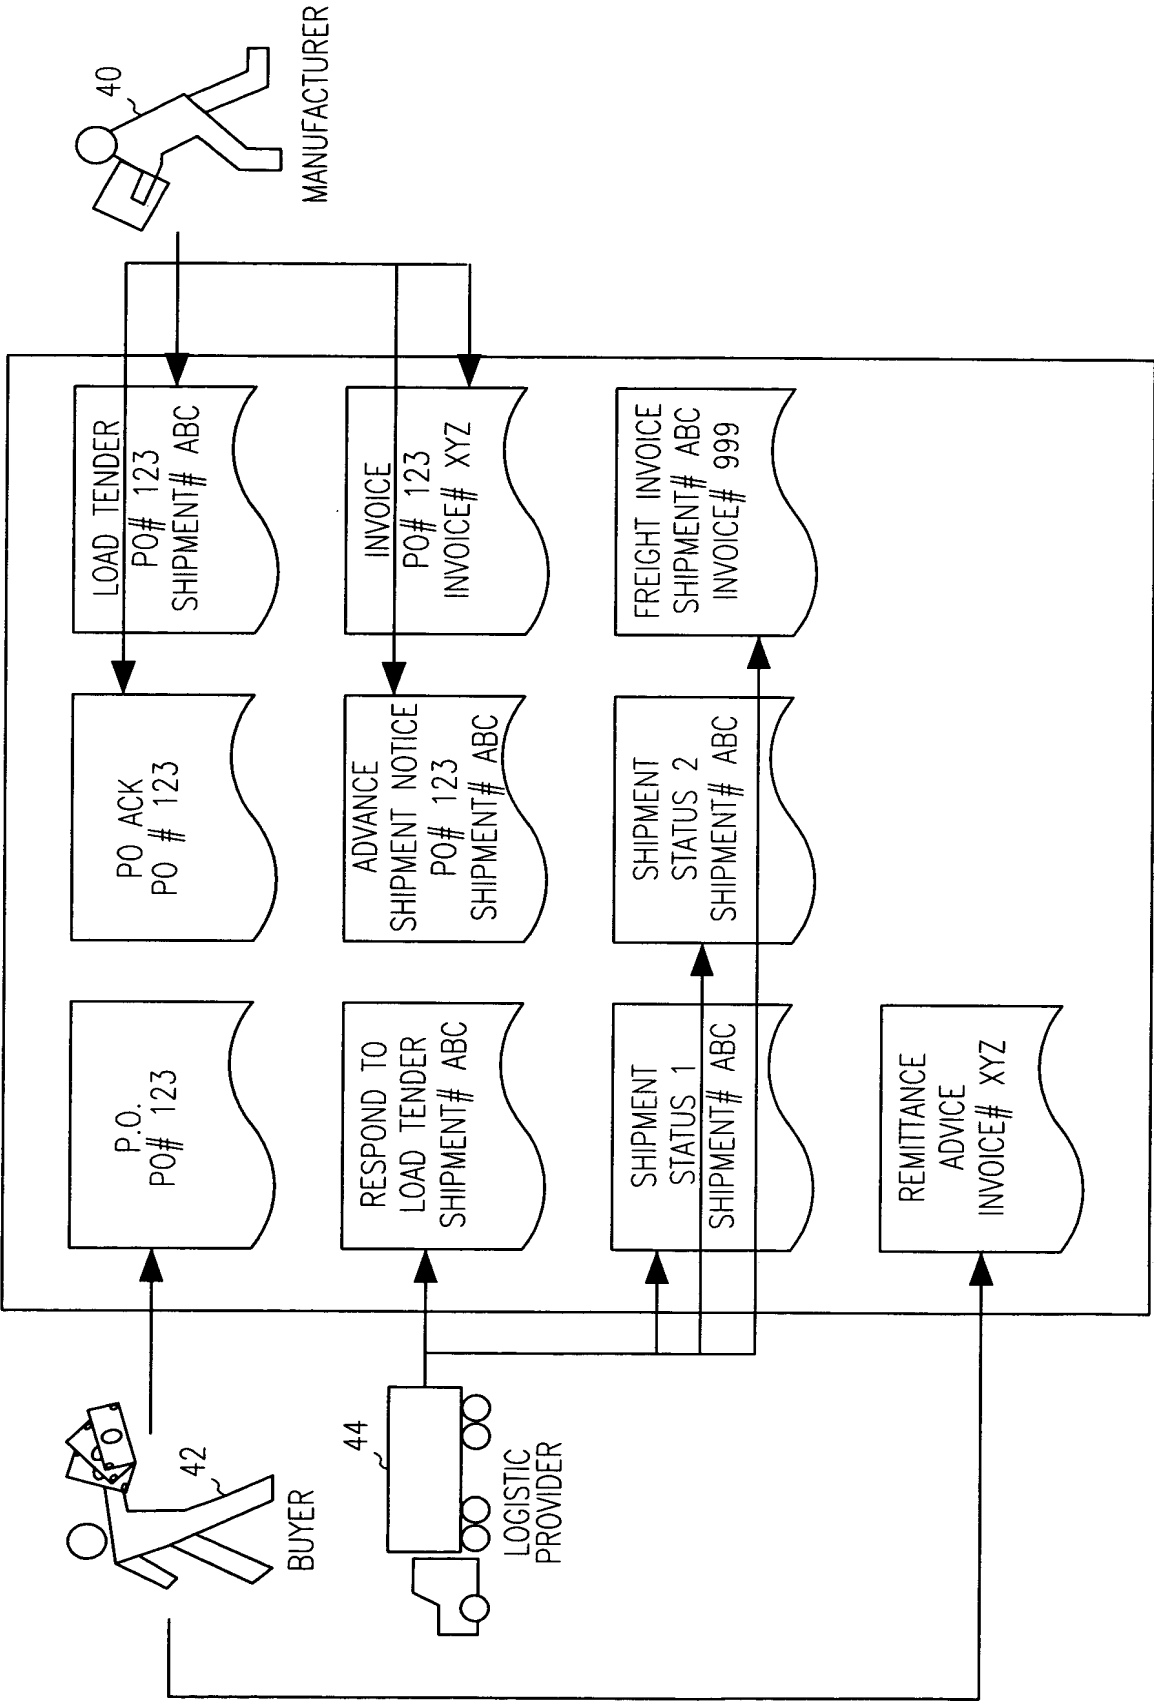 BUYER
42
P.O.
PO# 123
PO ACK
PO # 123
LOAD TENDER
PO# 123
SHIPMENT# ABC
40
MANUFACTURER
44
LOGISTIC
PROVIDER
RESPOND TO
LOAD TENDER
SHIPMENT# ABC
ADVANCE
SHIPMENT NOTICE
PO# 123
SHIPMENT# ABC
INVOICE
PO# 123
INVOICE# XYZ
SHIPMENT
STATUS 1
SHIPMENT# ABC
SHIPMENT
STATUS 2
SHIPMENT# ABC
FREIGHT INVOICE
SHIPMENT# ABC
INVOICE# 999
REMITTANCE
ADVICE
INVOICE# XYZ